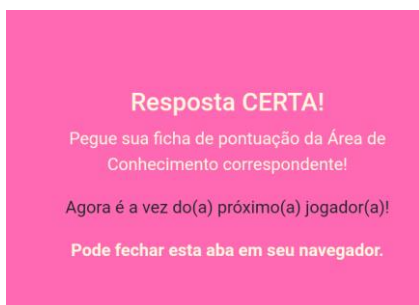 Resposta CERTA!
Pegue sua ficha de pontuação da Área de
Conhecimento correspondente!
Agora é a vez do(a) próximo(a) jogador(a)!
Pode fechar esta aba em seu navegador.